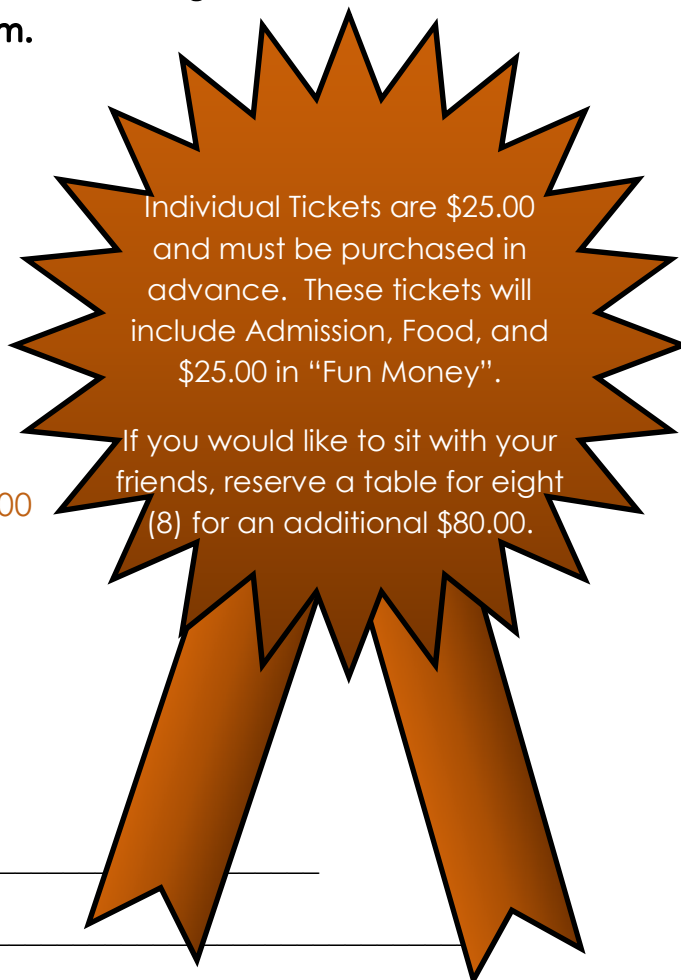 m.
Individual Tickets are $25.00
and must be purchased in
advance. These tickets will
include Admission, Food, and
$25.00 in “Fun Money”.
If you would like to sit with your
friends, reserve a table for eight
00
(8) for an additional $80.00.